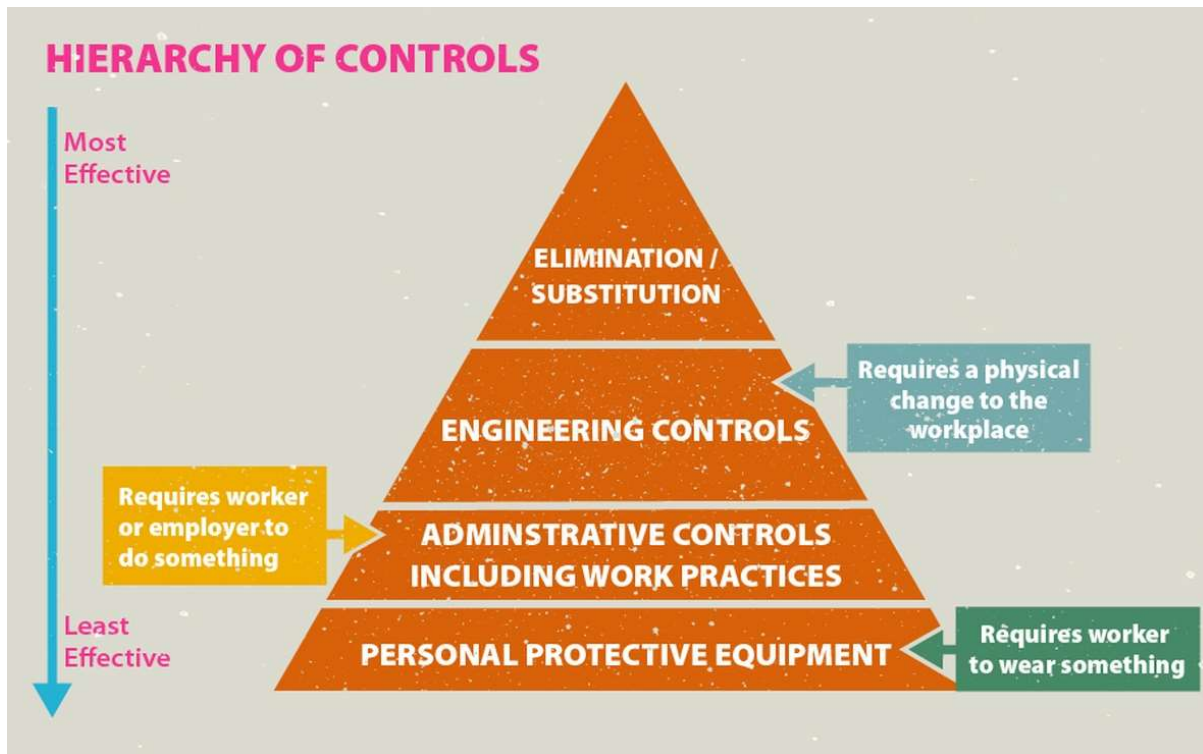 HIERARCHY OF CONTROLS
Most
Effective
ELIMINATION /
SUBSTITUTION
Requires a physical
change to the
workplace
ENGINEERING CONTROLS
Requires worker
or employer to
do something
ADMINSTRATIVE CONTROLS
INCLUDING WORK PRACTICES
Least
Effective
PERSONAL PROTECTIVE EQUIPMENT
Requires worker
to wear something